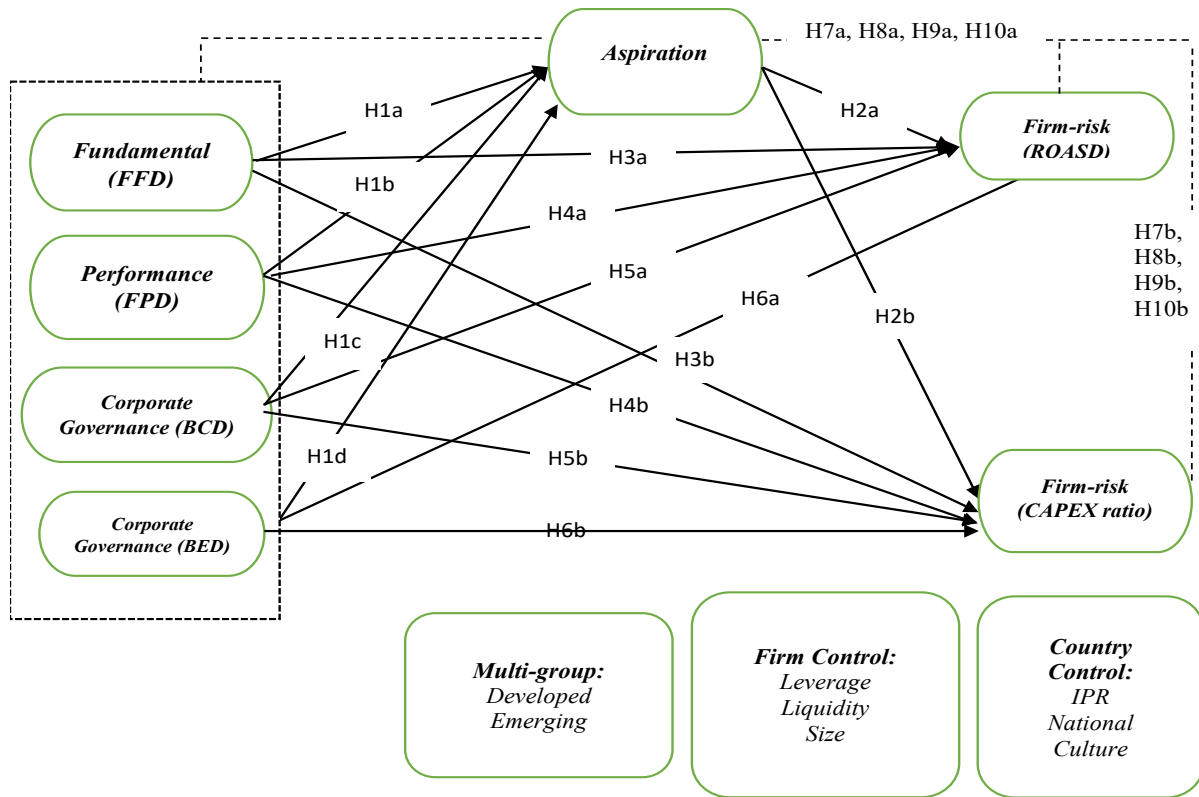 H7a, H8a, H9a, H10a
Aspiration
H1a
H2a
Firm-risk
(ROASD)
Fundamental
(FFD)
H3a
H1b
H4a
H7b,
H8b,
H9b,
H10b
Performance
(FPD)
H5a
H6a
H2b
H1c
H3b
Corporate
Governance (BCD)
H4b
H1d
H5b
Firm-risk
(CAPEX ratio)
Corporate
Governance (BED)
H6b
Multi-group:
Developed
Emerging
Firm Control:
Leverage
Liquidity
Size
Country
Control:
IPR
National
Culture